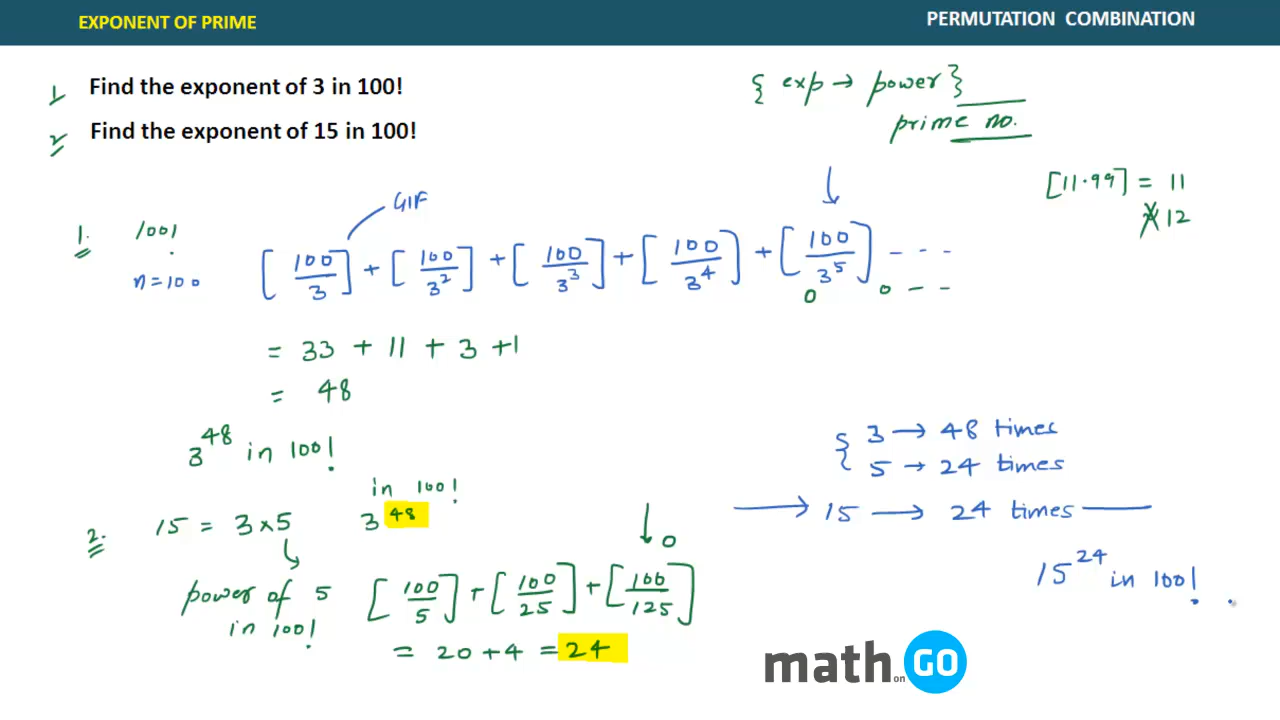 EXPONENT OF PRIME
PERMUTATION COMBINATION
1. Find the exponent of 3 in 100!
2. Find the exponent of 15 in 100!
{ exp → power }
prime no.
[11.99] = 11
X 12
1. 100!
n = 100
GIF
[100/3] + [100/3²] + [100/3³] + [100/3⁴] + [100/3⁵] - - -
0 0 - -
= 33 + 11 + 3 + 1
= 48
3⁴⁸ in 100!
2. 15 = 3 × 5
in 100!
3⁴⁸
power of 5
in 100!
0
[100/5] + [100/25] + [100/125]
= 20 + 4 = 24
{ 3 → 48 times
5 → 24 times
→ 15 → 24 times
15²⁴ in 100!
math on GO